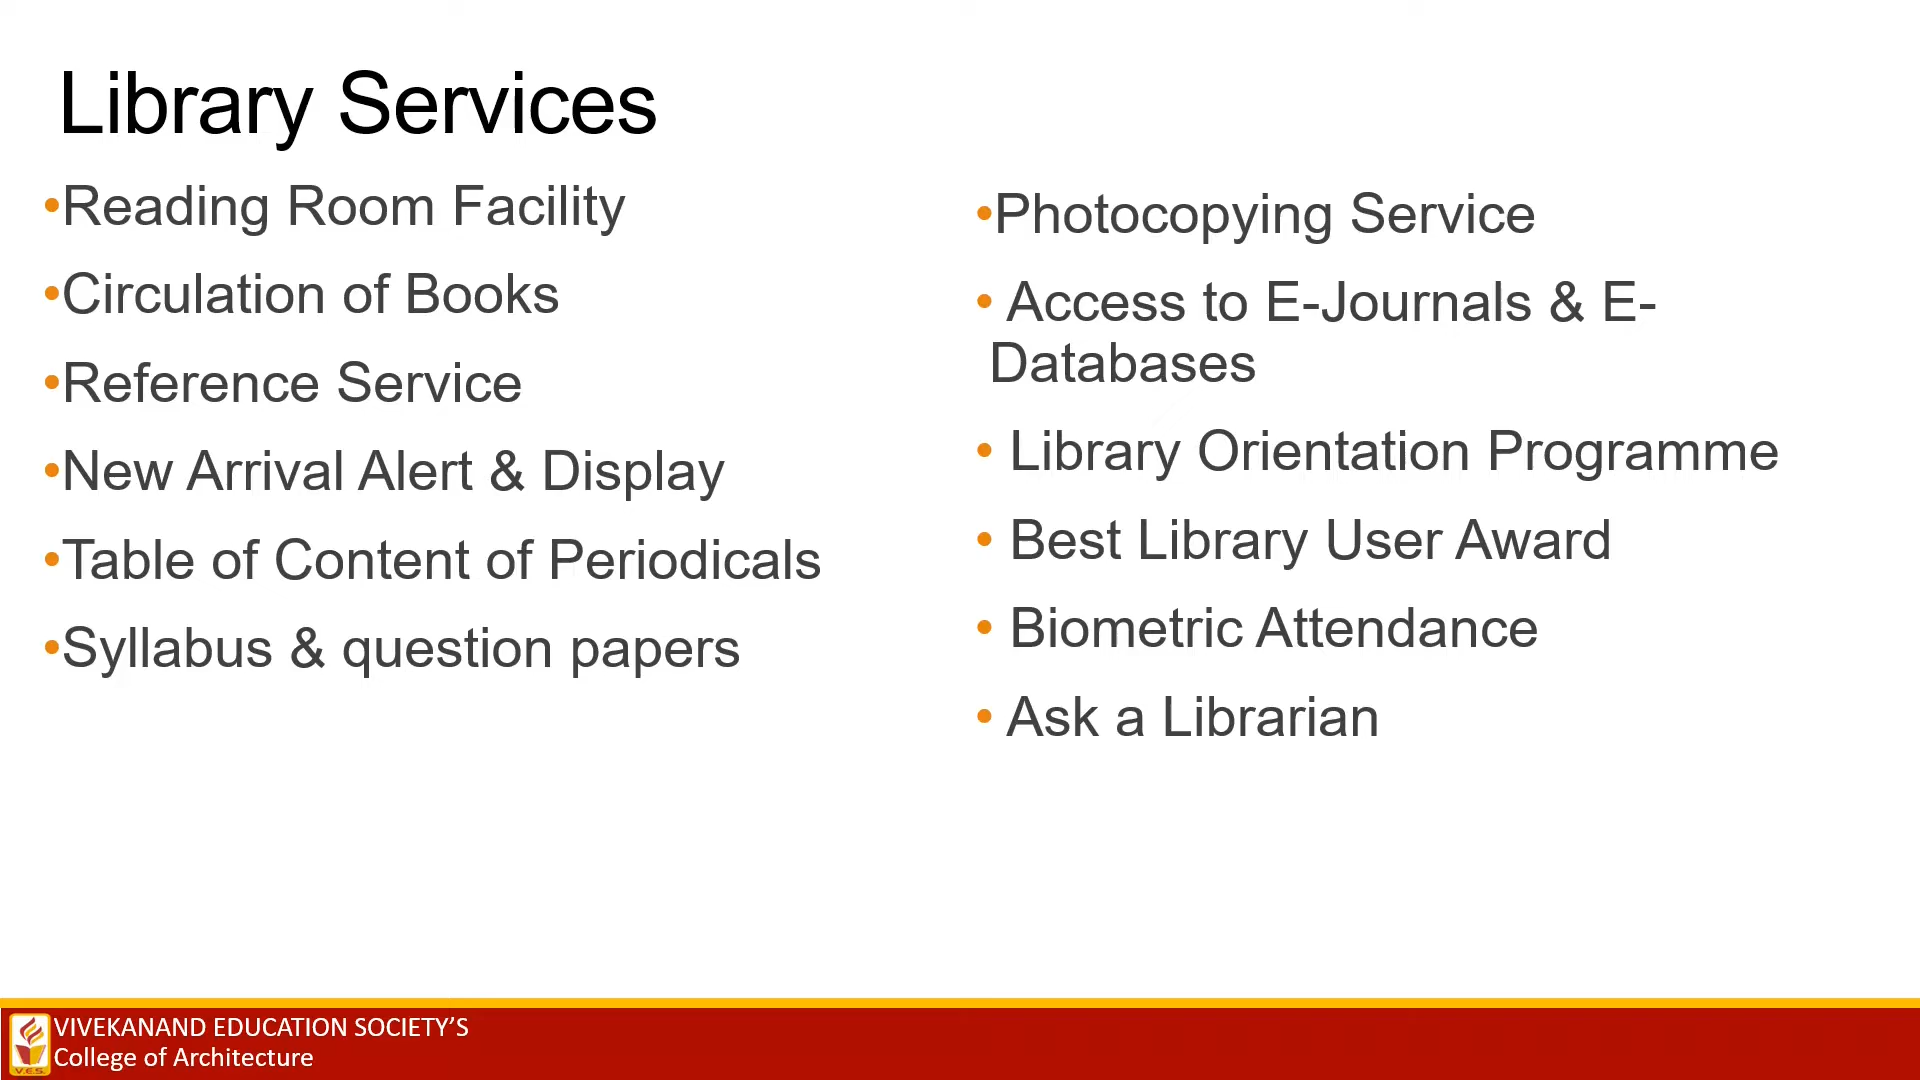 Library Services
•Reading Room Facility
•Circulation of Books
•Reference Service
•New Arrival Alert & Display
•Table of Content of Periodicals
•Syllabus & question papers
•Photocopying Service
• Access to E-Journals & E-
Databases
• Library Orientation Programme
• Best Library User Award
• Biometric Attendance
• Ask a Librarian
V.E.S.
VIVEKANAND EDUCATION SOCIETY’S
College of Architecture